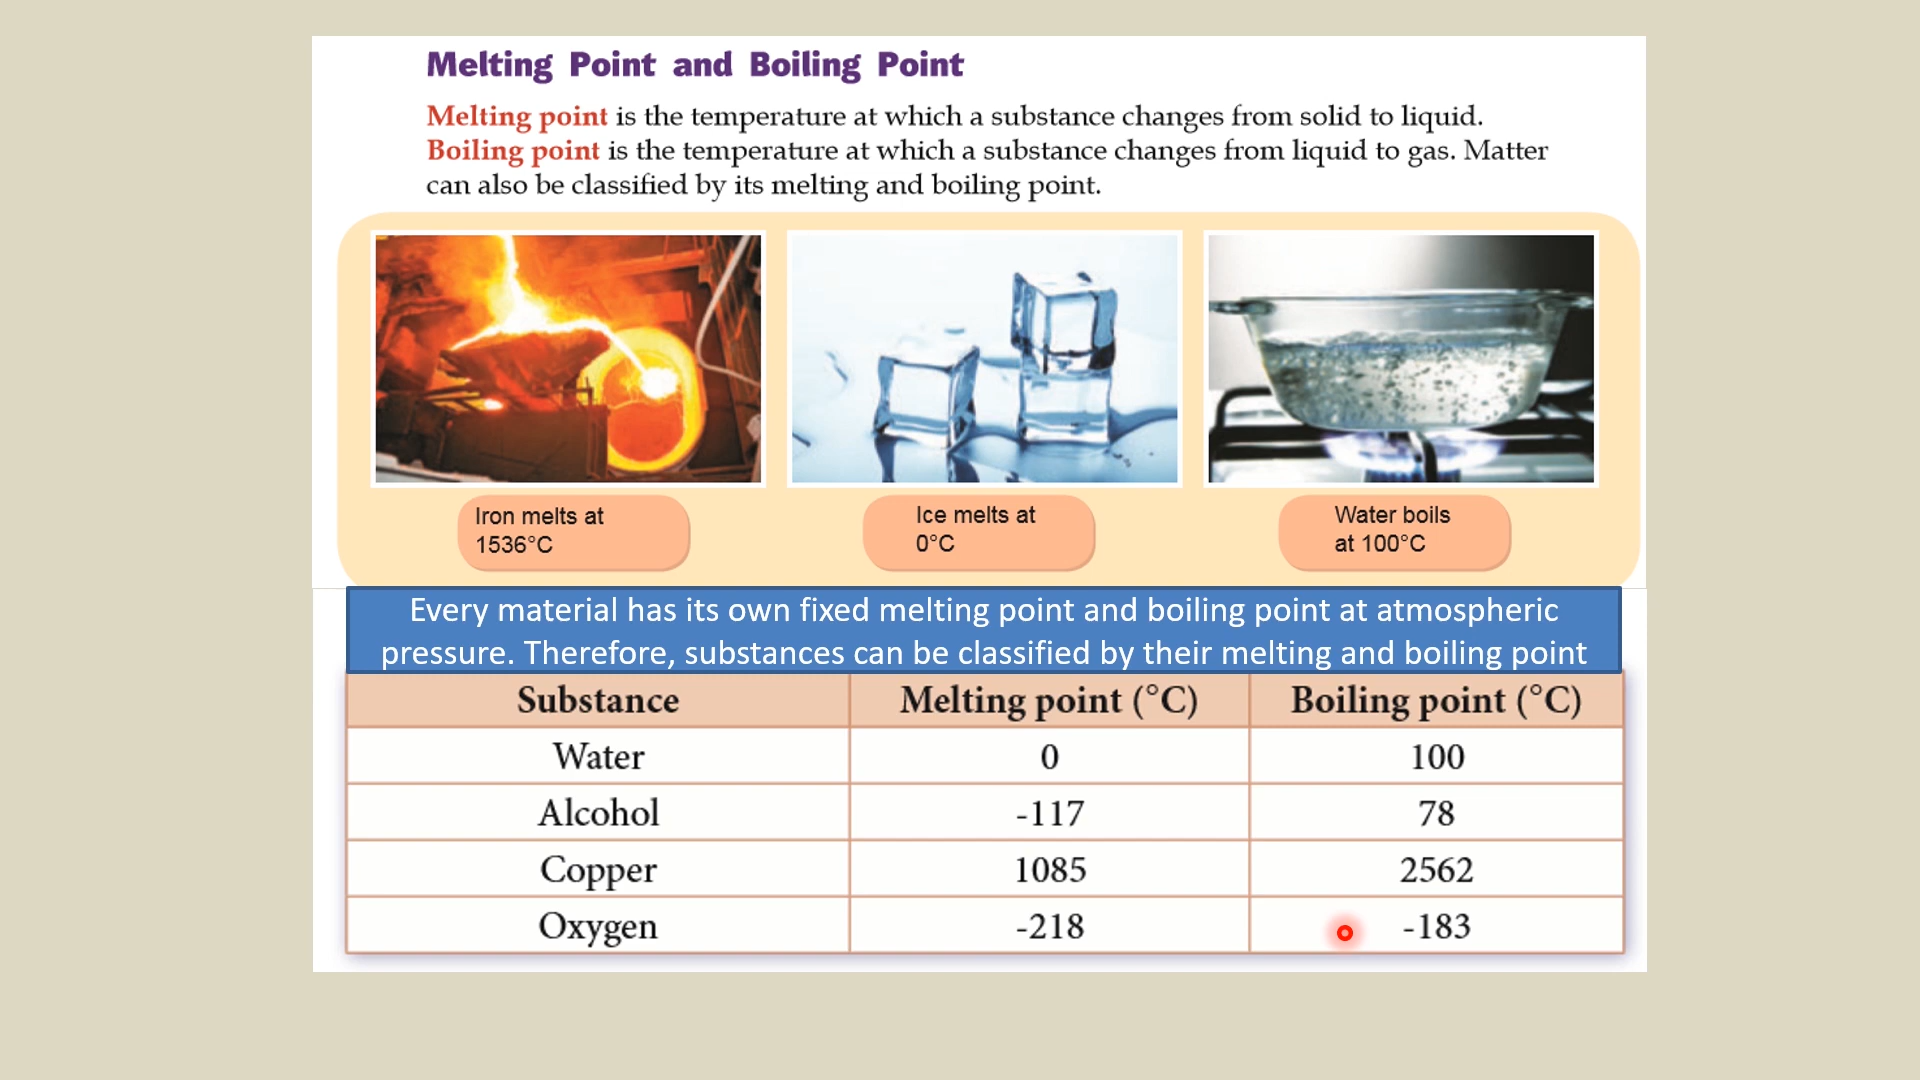 Melting Point and Boiling Point
Melting point is the temperature at which a substance changes from solid to liquid.
Boiling point is the temperature at which a substance changes from liquid to gas. Matter
can also be classified by its melting and boiling point.
Iron melts at
1536°C
Ice melts at
0°C
Water boils
at 100°C
Every material has its own fixed melting point and boiling point at atmospheric
pressure. Therefore, substances can be classified by their melting and boiling point
Substance Melting point (°C) Boiling point (°C)
Water 0 100
Alcohol -117 78
Copper 1085 2562
Oxygen -218 -183